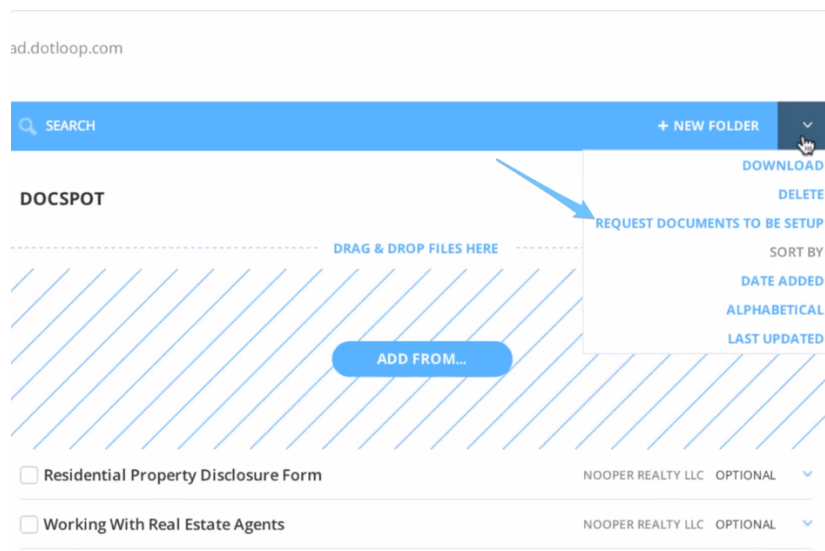 ad.dotloop.com
SEARCH
+ NEW FOLDER
DOWNLOAD
DELETE
REQUEST DOCUMENTS TO BE SETUP
SORT BY
DATE ADDED
ALPHABETICAL
LAST UPDATED
DOCSPOT
DRAG & DROP FILES HERE
ADD FROM...
Residential Property Disclosure Form NOOPER REALTY LLC OPTIONAL
Working With Real Estate Agents NOOPER REALTY LLC OPTIONAL